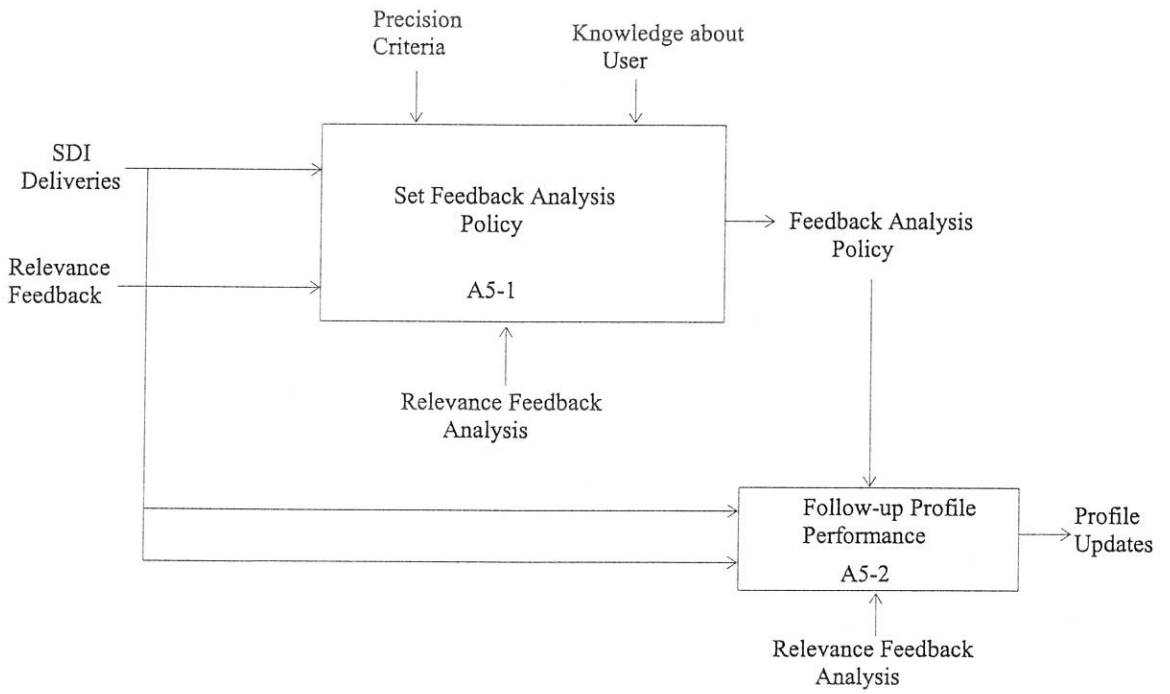 Precision
Criteria
Knowledge about
User
SDI
Deliveries
Set Feedback Analysis
Policy
Feedback Analysis
Policy
Relevance
Feedback
A5-1
Relevance Feedback
Analysis
Follow-up Profile
Performance
A5-2
Profile
Updates
Relevance Feedback
Analysis